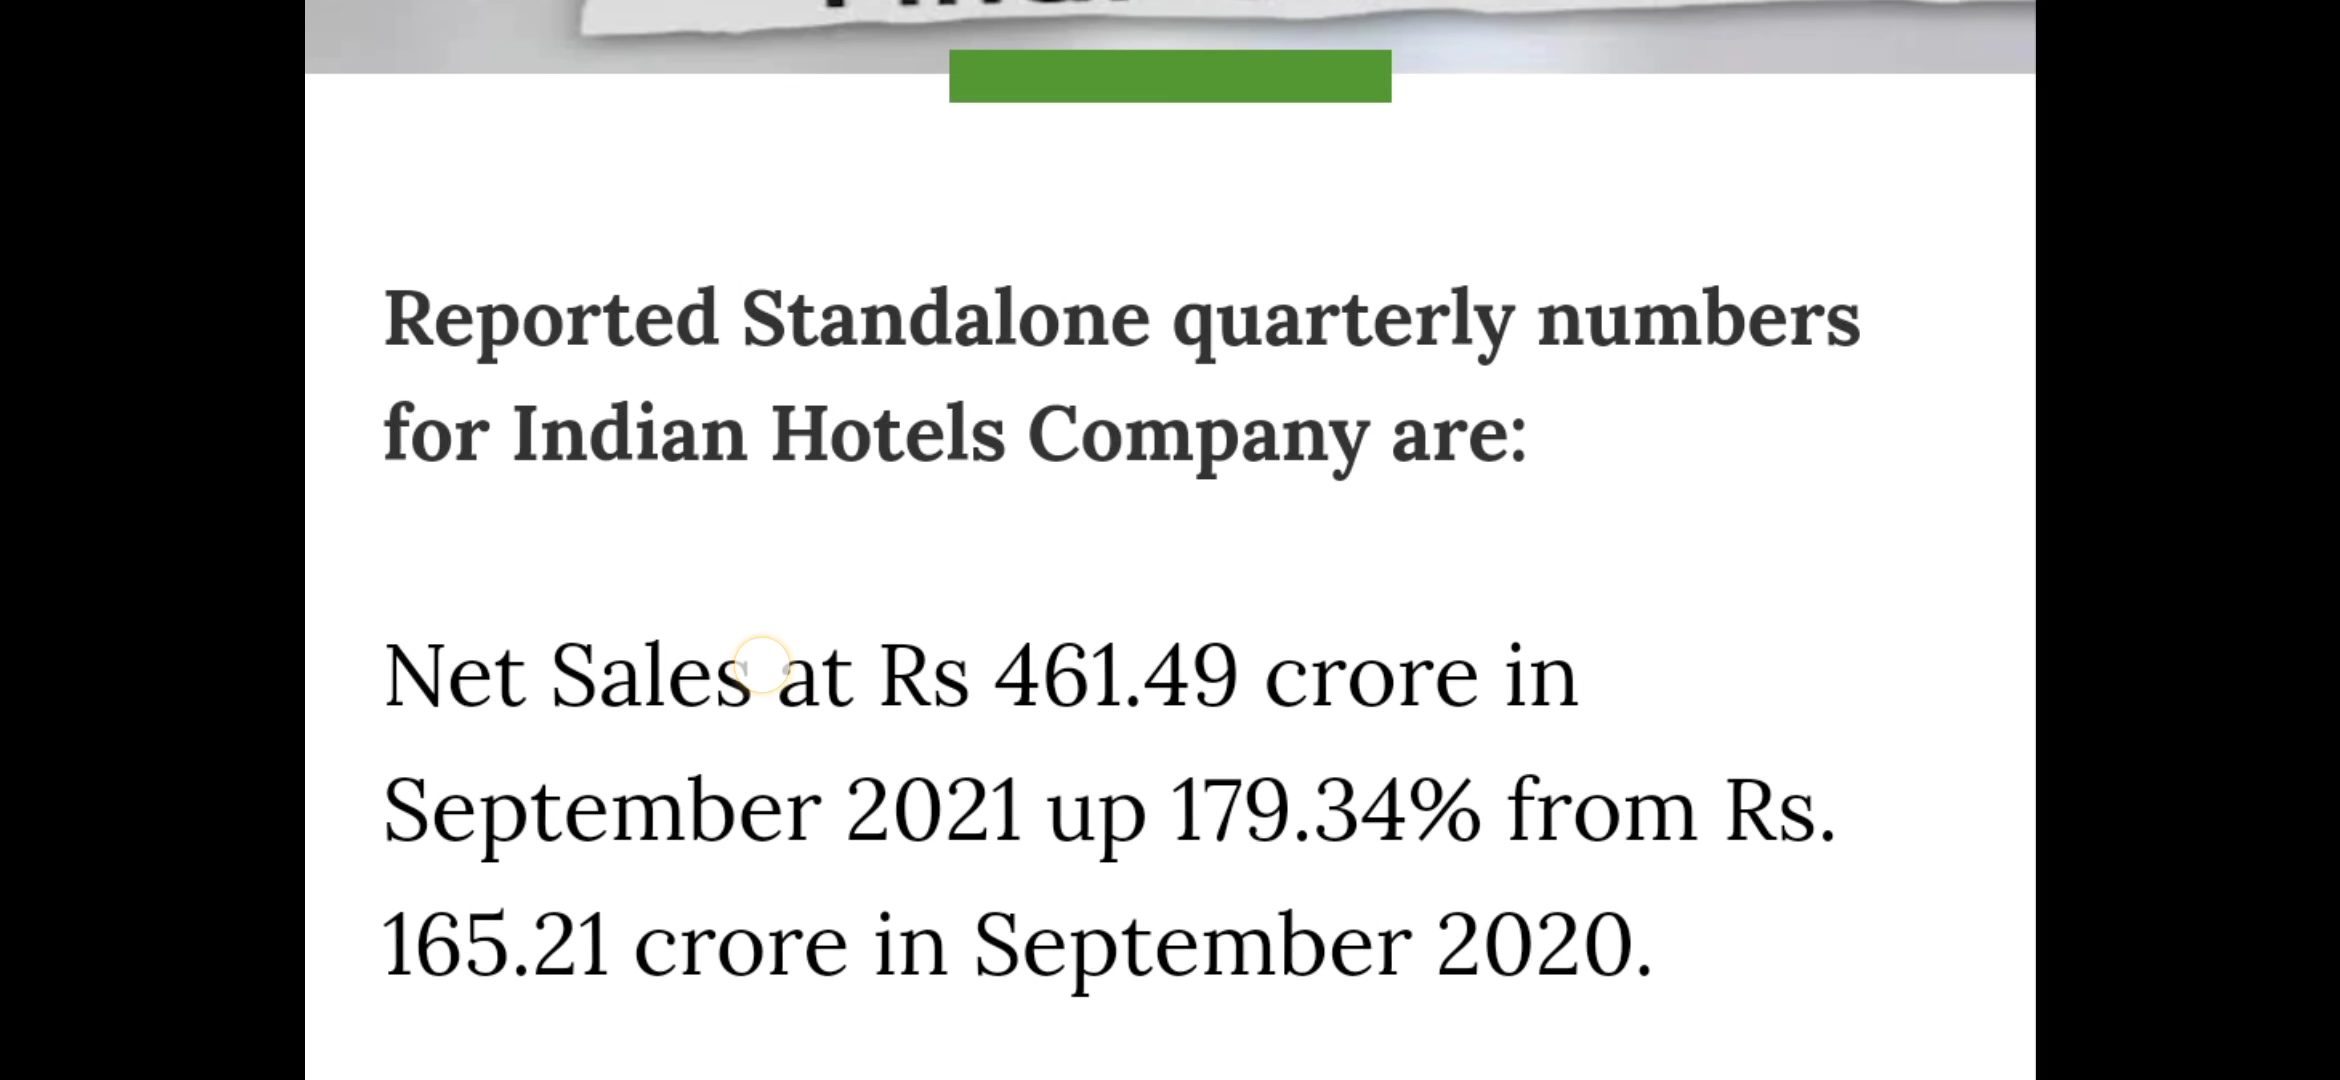 Reported Standalone quarterly numbers
for Indian Hotels Company are:
Net Sales at Rs 461.49 crore in
September 2021 up 179.34% from Rs.
165.21 crore in September 2020.